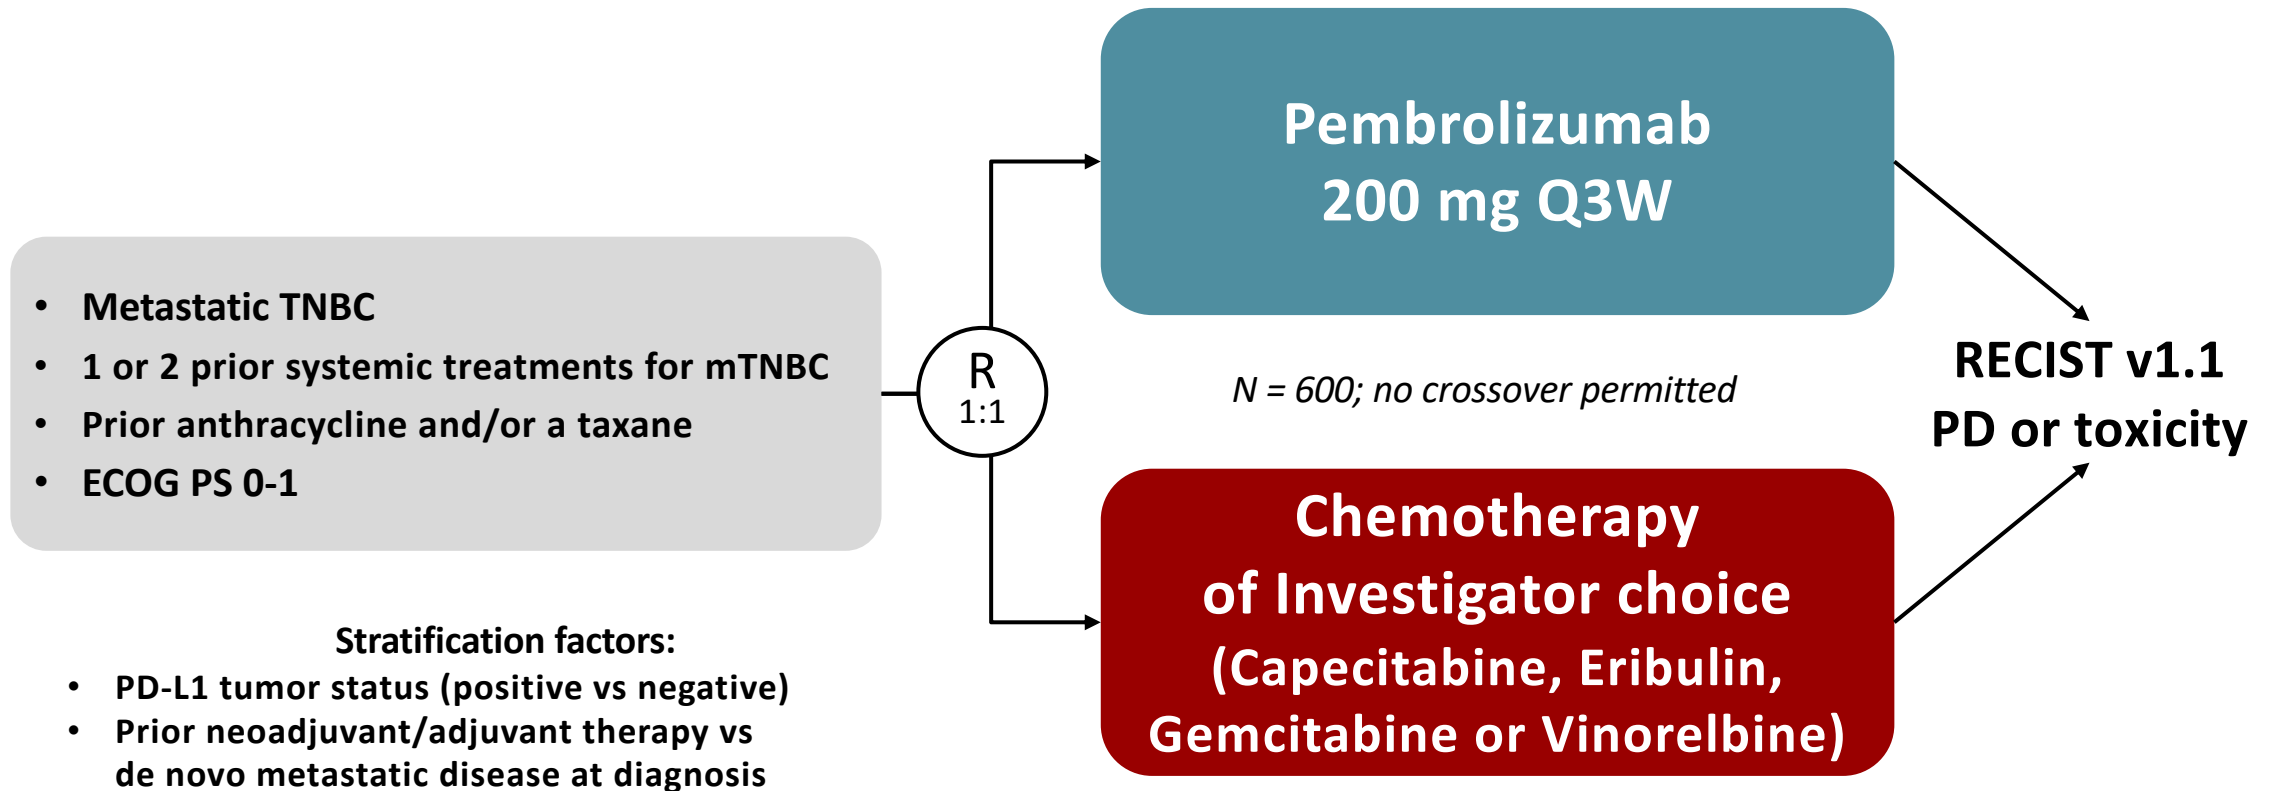 • Metastatic TNBC
• 1 or 2 prior systemic treatments for mTNBC
• Prior anthracycline and/or a taxane
• ECOG PS 0-1
Stratification factors:
• PD-L1 tumor status (positive vs negative)
• Prior neoadjuvant/adjuvant therapy vs
de novo metastatic disease at diagnosis
R
1:1
Pembrolizumab
200 mg Q3W
N = 600; no crossover permitted
Chemotherapy
of Investigator choice
(Capecitabine, Eribulin,
Gemcitabine or Vinorelbine)
RECIST v1.1
PD or toxicity